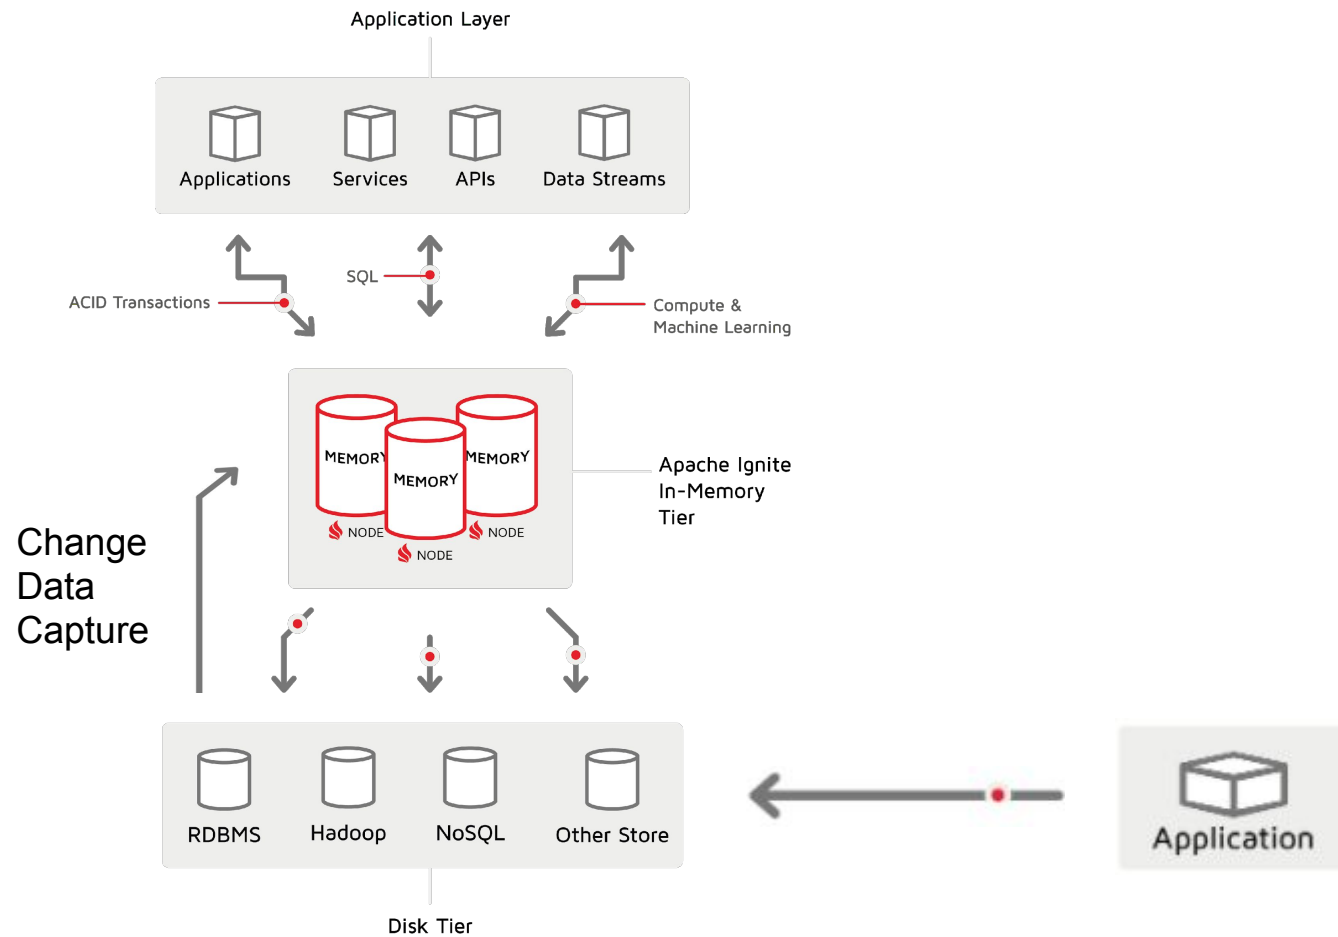 Application Layer
Applications
Services
APIs
Data Streams
SQL
ACID Transactions
Compute &
Machine Learning
MEMORY
MEMORY
MEMORY
NODE
NODE
NODE
Apache Ignite
In-Memory
Tier
Change
Data
Capture
RDBMS
Hadoop
NoSQL
Other Store
Application
Disk Tier